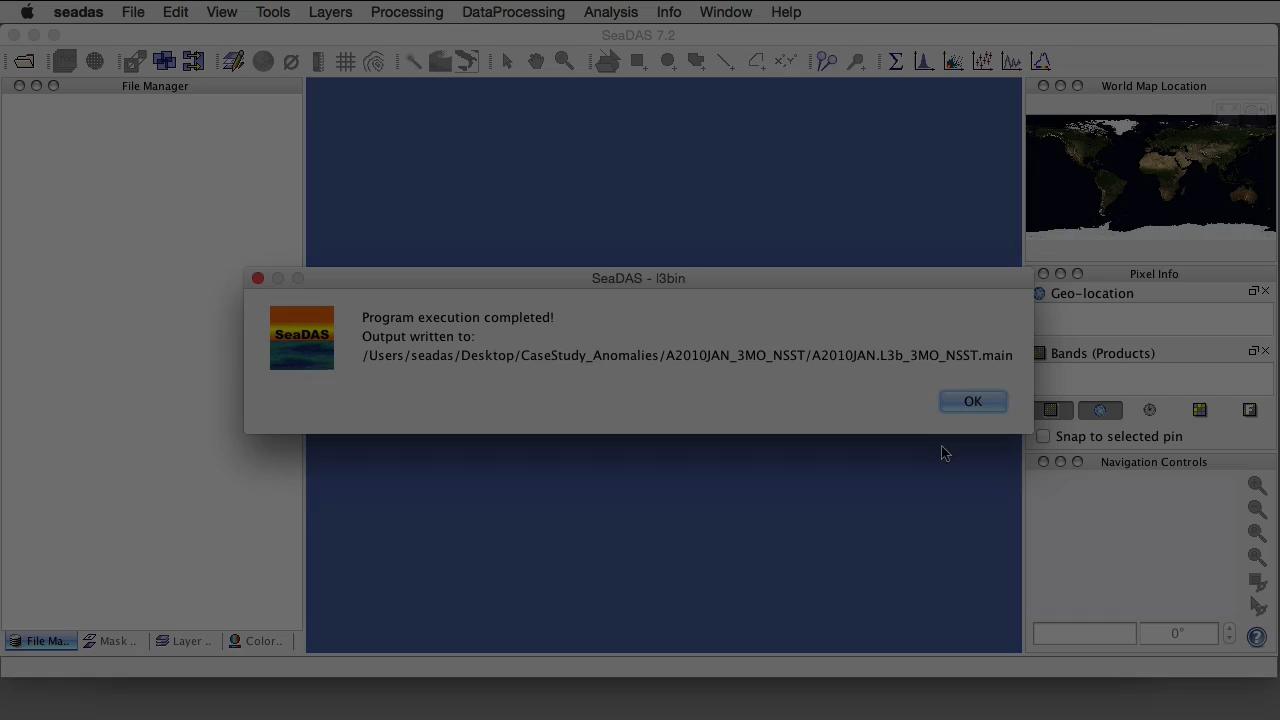 seadas File Edit View Tools Layers Processing DataProcessing Analysis Info Window Help
SeaDAS 7.2
File Manager
World Map Location
SeaDAS - l3bin
Pixel Info
Geo-location
SeaDAS
Program execution completed!
Output written to:
/Users/seadas/Desktop/CaseStudy_Anomalies/A2010JAN_3MO_NSST/A2010JAN.L3b_3MO_NSST.main
Bands (Products)
OK
Snap to selected pin
Navigation Controls
0°
File Ma.. Mask .. Layer .. Color..